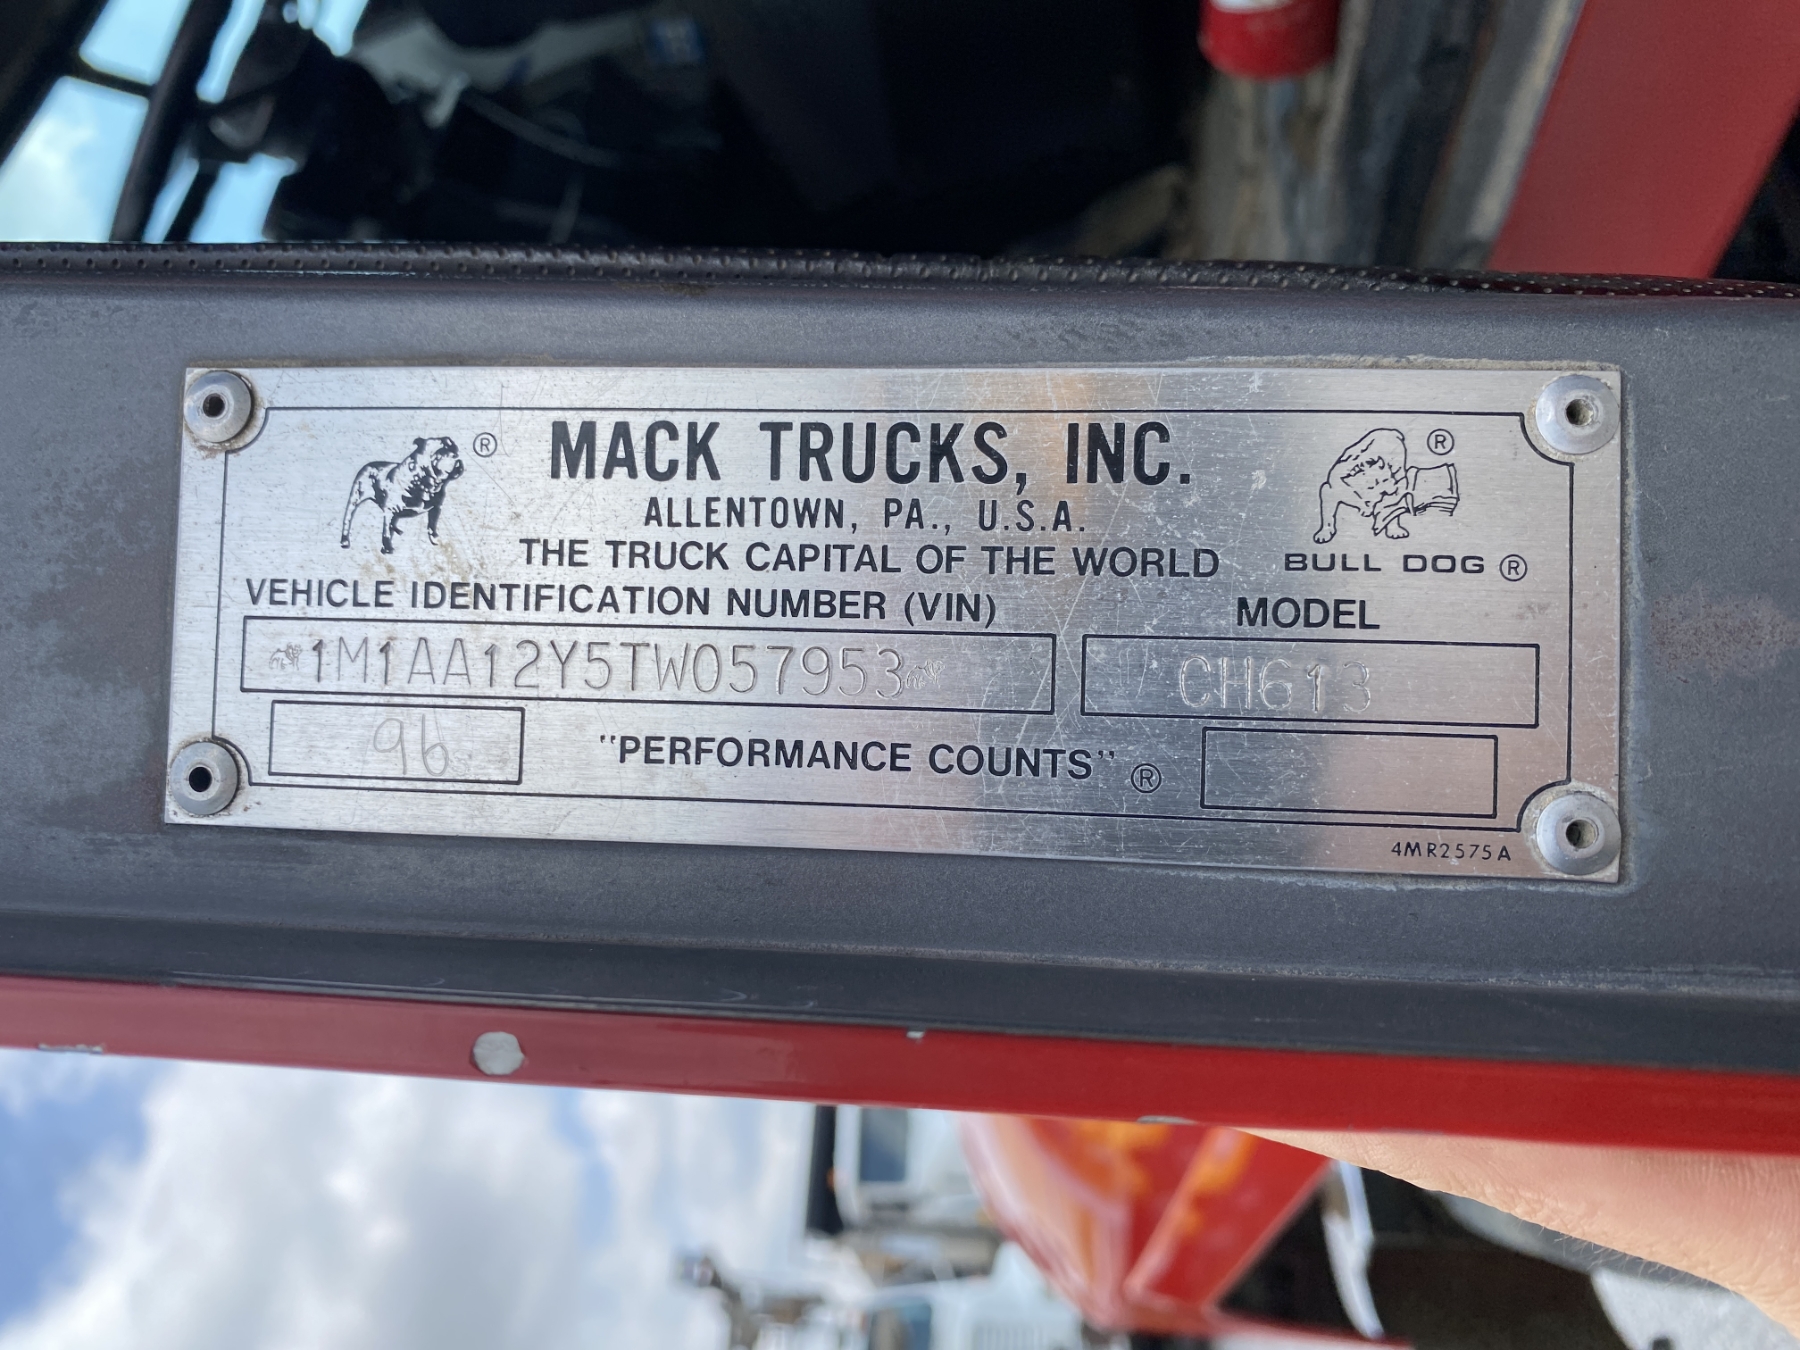 ®
MACK TRUCKS, INC.
®
ALLENTOWN, PA., U.S.A.
THE TRUCK CAPITAL OF THE WORLD
BULL DOG ®
VEHICLE IDENTIFICATION NUMBER (VIN)
MODEL
1M1AA12Y5TW057953
CH613
96
"PERFORMANCE COUNTS" ®
4MR2575A